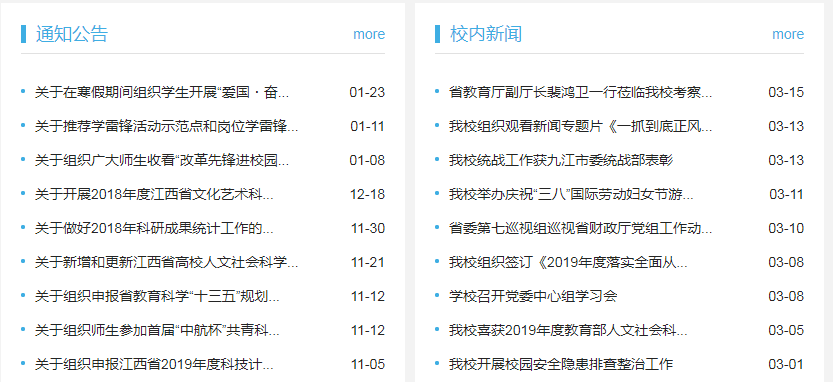 通知公告 more
关于在寒假期间组织学生开展“爱国·奋... 01-23
关于推荐学雷锋活动示范点和岗位学雷锋... 01-11
关于组织广大师生收看“改革先锋进校园... 01-08
关于开展2018年度江西省文化艺术科... 12-18
关于做好2018年科研成果统计工作的... 11-30
关于新增和更新江西省高校人文社会科学... 11-21
关于组织申报省教育科学“十三五”规划... 11-12
关于组织师生参加首届“中航杯”共青科... 11-12
关于组织申报江西省2019年度科技计... 11-05
校内新闻 more
省教育厅副厅长裴鸿卫一行莅临我校考察... 03-15
我校组织观看新闻专题片《一抓到底正风... 03-13
我校统战工作获九江市委统战部表彰 03-13
我校举办庆祝“三八”国际劳动妇女节游... 03-11
省委第七巡视组巡视省财政厅党组工作动... 03-10
我校组织签订《2019年度落实全面从... 03-08
学校召开党委中心组学习会 03-08
我校喜获2019年度教育部人文社会科... 03-05
我校开展校园安全隐患排查整治工作 03-01